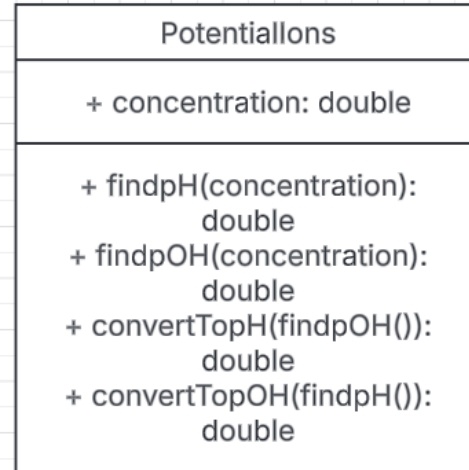 PotentialIons
+ concentration: double
+ findpH(concentration):
double
+ findpOH(concentration):
double
+ convertTopH(findpOH()):
double
+ convertTopOH(findpH()):
double